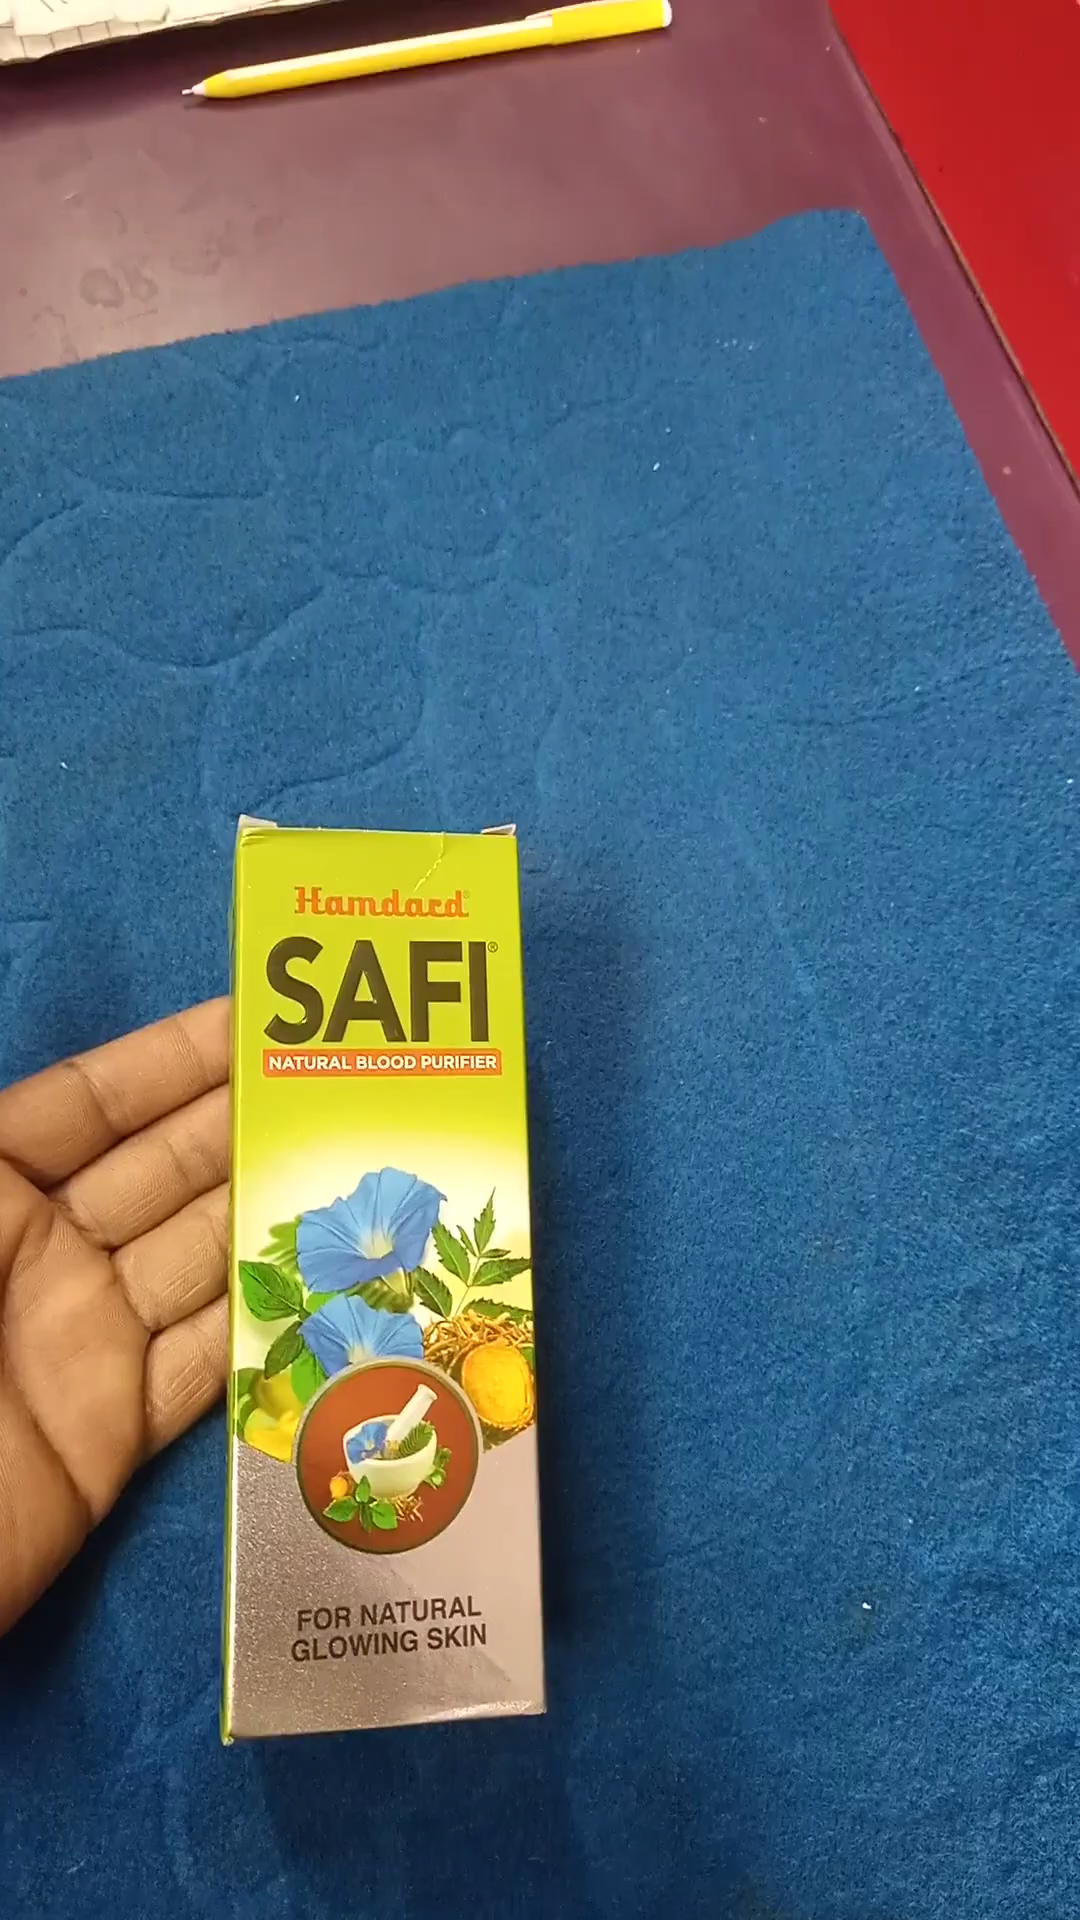 Hamdard®
SAFI®
NATURAL BLOOD PURIFIER
FOR NATURAL
GLOWING SKIN